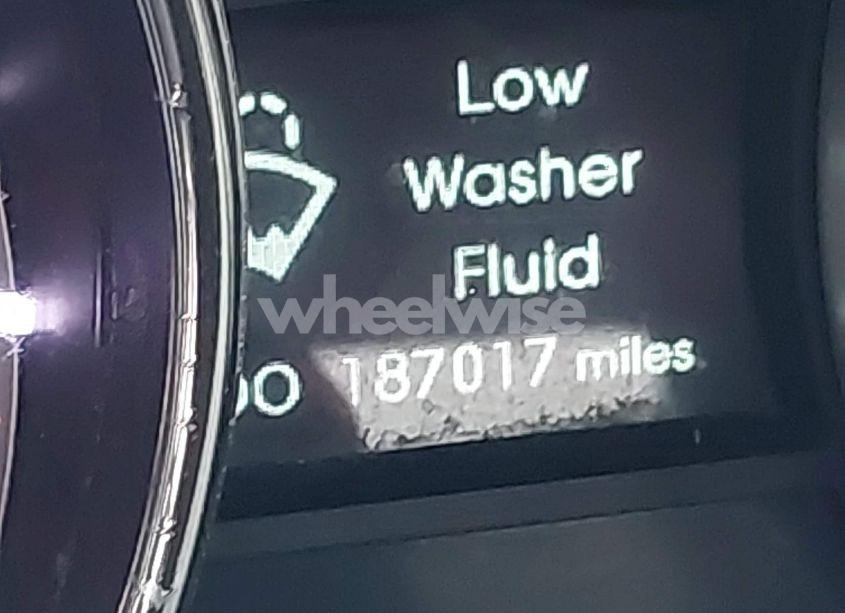 Low
Washer
Fluid
wheelwise
187017 miles